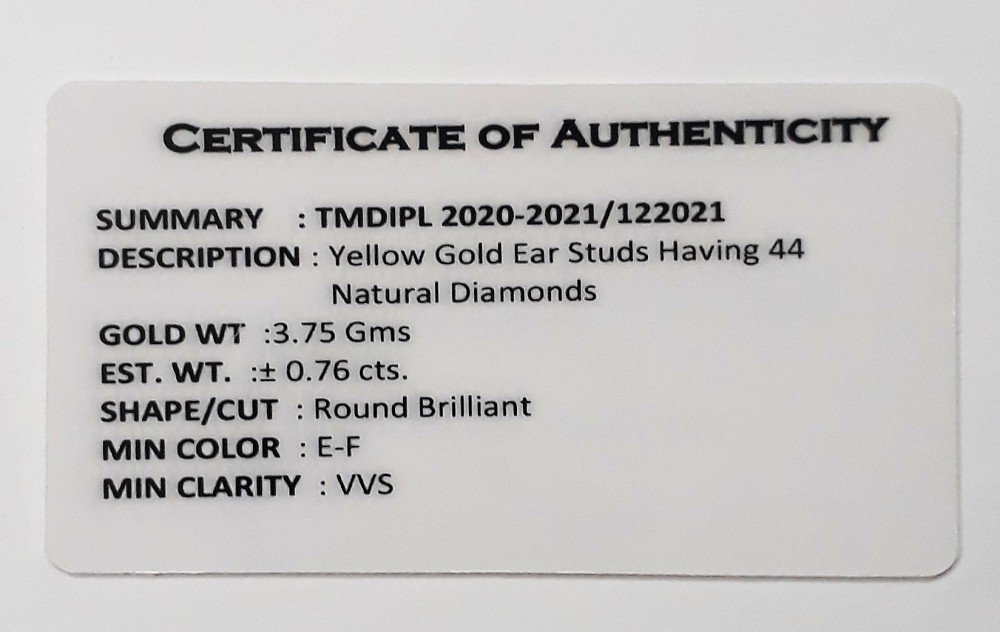 CERTIFICATE OF AUTHENTICITY
SUMMARY : TMDIPL 2020-2021/122021
DESCRIPTION : Yellow Gold Ear Studs Having 44
Natural Diamonds
GOLD WT :3.75 Gms
EST. WT. :± 0.76 cts.
SHAPE/CUT : Round Brilliant
MIN COLOR : E-F
MIN CLARITY : VVS